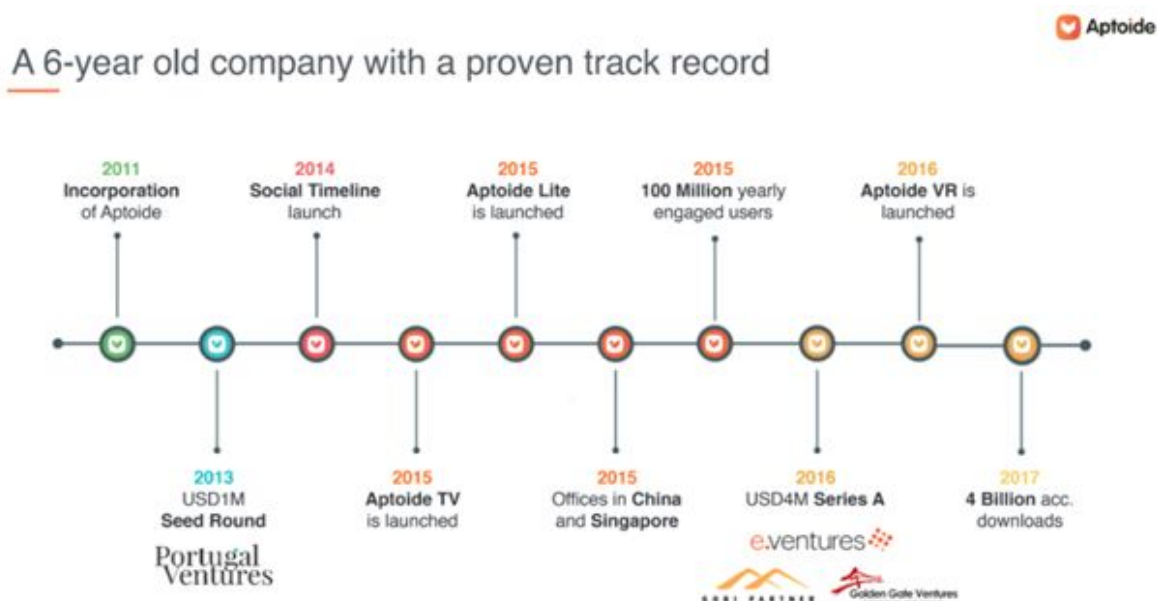 Aptoide
A 6-year old company with a proven track record
2011
Incorporation
of Aptoide
2014
Social Timeline
launch
2015
Aptoide Lite
is launched
2015
100 Million yearly
engaged users
2016
Aptoide VR is
launched
2013
USD1M
Seed Round
Portugal
Ventures
2015
Aptoide TV
is launched
2015
Offices in China
and Singapore
2016
USD4M Series A
e.ventures
GOBI PARTNER
Golden Gate Ventures
2017
4 Billion acc.
downloads